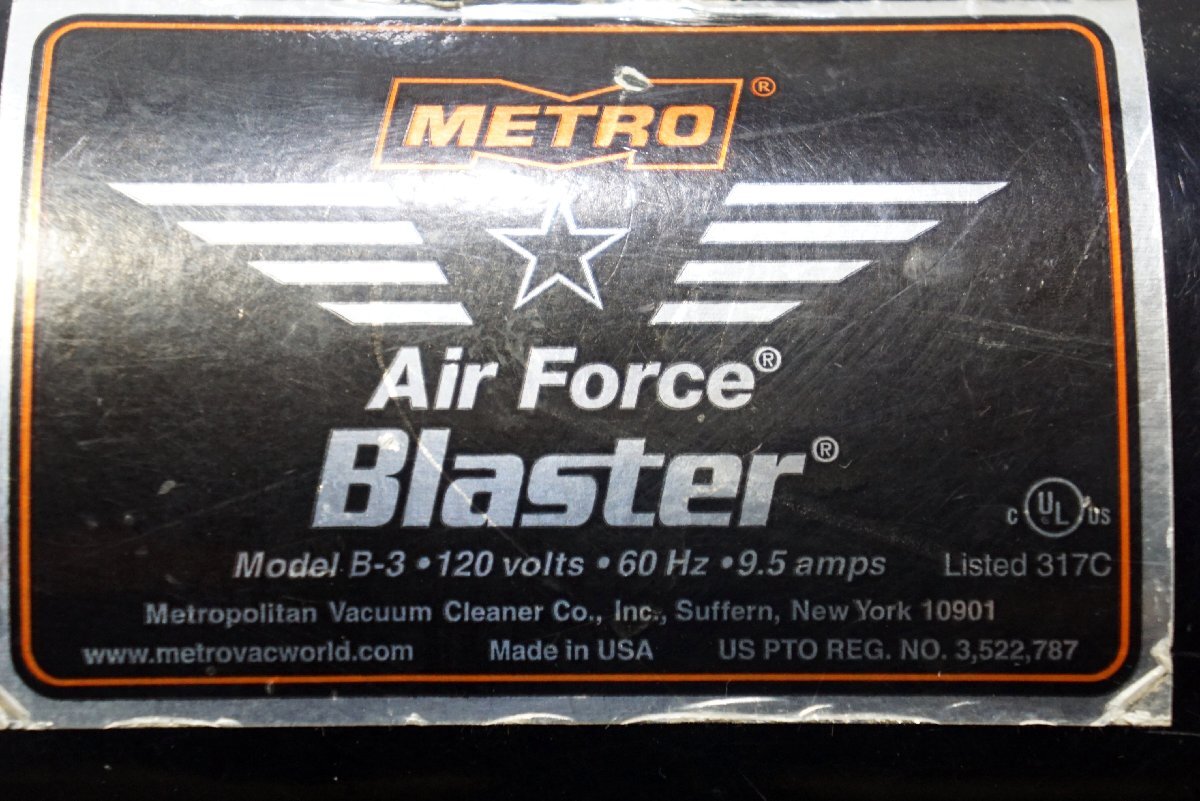 METRO®
Air Force®
Blaster®
C UL US
Model B-3 • 120 volts • 60 Hz • 9.5 amps Listed 317C
Metropolitan Vacuum Cleaner Co., Inc., Suffern, New York 10901
www.metrovacworld.com Made in USA US PTO REG. NO. 3,522,787